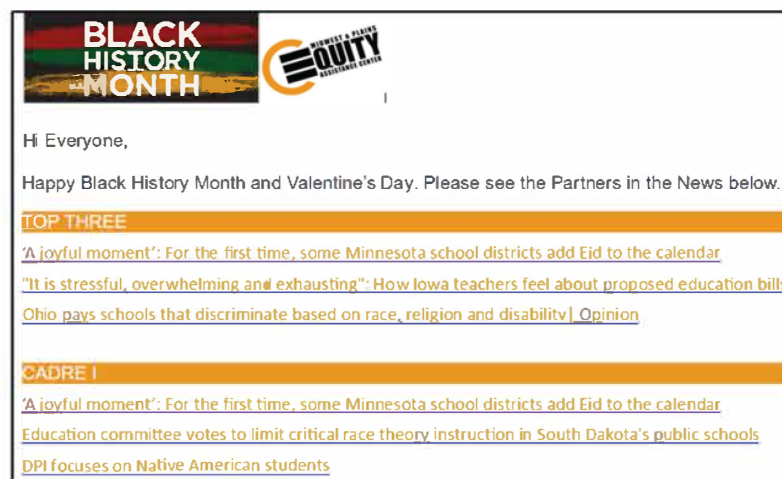 BLACK
HISTORY
MONTH
MIDWEST & PLAINS
EQUITY
ASSISTANCE CENTER
Hi Everyone,
Happy Black History Month and Valentine's Day. Please see the Partners in the News below.
TOP THREE
'A joyful moment': For the first time, some Minnesota school districts add Eid to the calendar
"It is stressful, overwhelming and exhausting": How Iowa teachers feel about proposed education bills
Ohio pays schools that discriminate based on race, religion and disability| Opinion
CADRE I
'A joyful moment': For the first time, some Minnesota school districts add Eid to the calendar
Education committee votes to limit critical race theory instruction in South Dakota's public schools
DPI focuses on Native American students